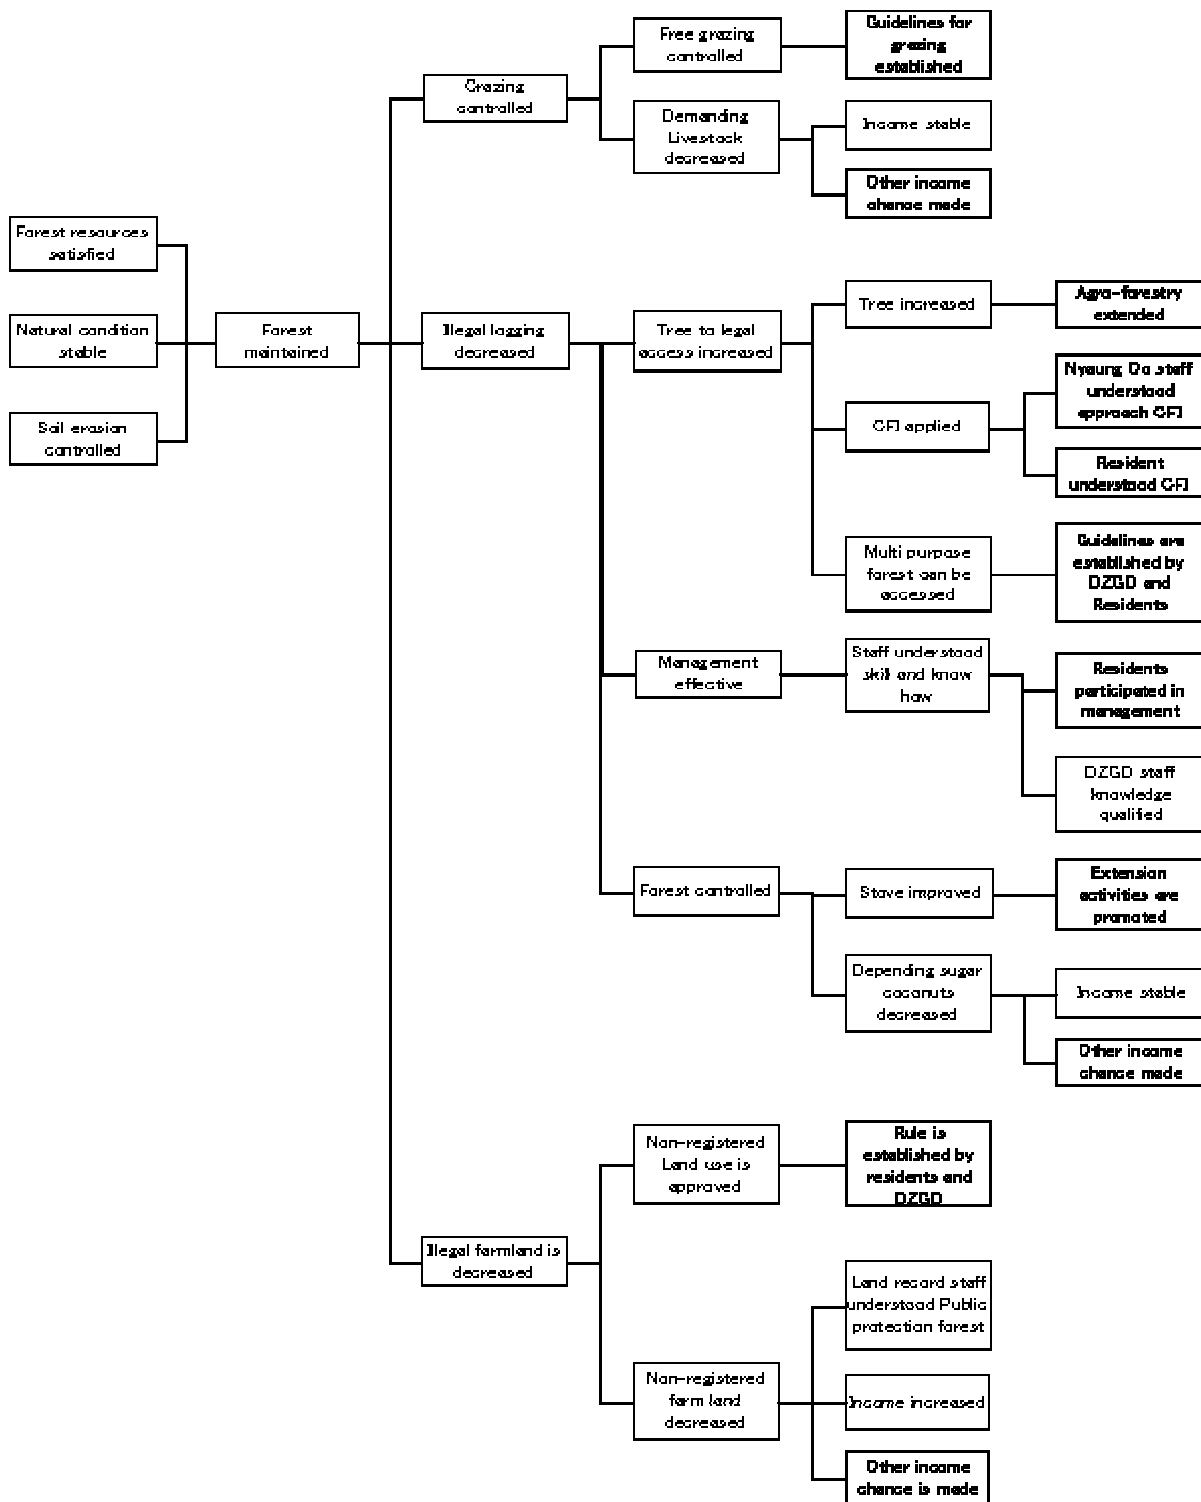 Free grazing
controlled
Guidelines for
grazing
established
Grazing
controlled
Demanding
Livestock
decreased
Income stable
Other income
chance made
Forest resources
satisfied
Natural condition
stable
Soil erosion
controlled
Forest
maintained
Illegal logging
decreased
Tree to legal
access increased
Tree increased
Agro-forestry
extended
CFI applied
Nyaung Oo staff
understood
approach CFI
Resident
understood CFI
Multi purpose
forest can be
accessed
Guidelines are
established by
DZGD and
Residents
Management
effective
Staff understood
skill and know
how
Residents
participated in
management
DZGD staff
knowledge
qualified
Forest controlled
Stove improved
Extension
activities are
promoted
Depending sugar
coconuts
decreased
Income stable
Other income
chance made
Illegal farmland is
decreased
Non-registered
Land use is
approved
Rule is
established by
residents and
DZGD
Non-registered
farm land
decreased
Land record staff
understood Public
protection forest
Income increased
Other income
chance is made